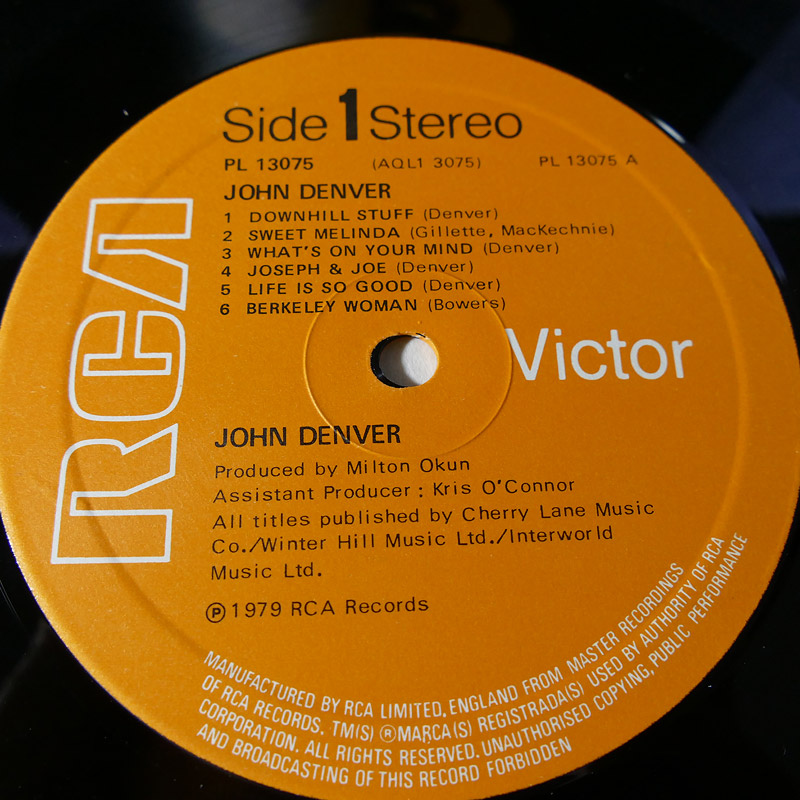 Side 1 Stereo
PL 13075 (AQL1 3075) PL 13075 A
JOHN DENVER
1 DOWNHILL STUFF (Denver)
2 SWEET MELINDA (Gillette, MacKechnie)
3 WHAT'S ON YOUR MIND (Denver)
4 JOSEPH & JOE (Denver)
5 LIFE IS SO GOOD (Denver)
6 BERKELEY WOMAN (Bowers)
RCA
Victor
JOHN DENVER
Produced by Milton Okun
Assistant Producer : Kris O'Connor
All titles published by Cherry Lane Music
Co./Winter Hill Music Ltd./Interworld
Music Ltd.
℗ 1979 RCA Records
MANUFACTURED BY RCA LIMITED, ENGLAND FROM MASTER RECORDINGS
OF RCA RECORDS. TM(S) ® MARCA(S) REGISTRADA(S) USED BY AUTHORITY OF RCA
CORPORATION. ALL RIGHTS RESERVED. UNAUTHORISED COPYING, PUBLIC PERFORMANCE
AND BROADCASTING OF THIS RECORD FORBIDDEN